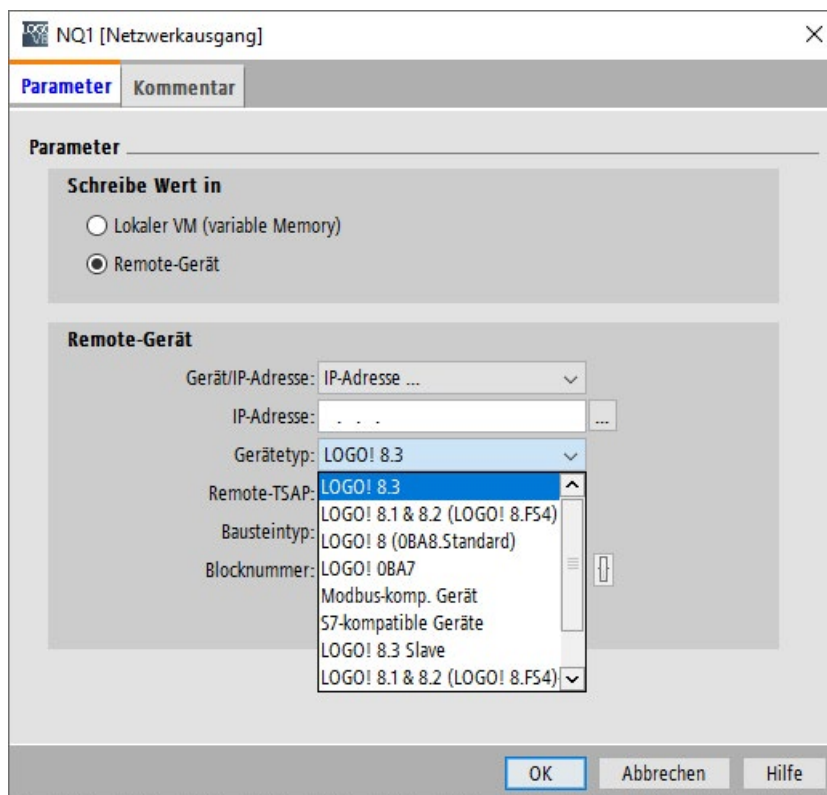 NQ1 [Netzwerkausgang]
Parameter Kommentar
Parameter
Schreibe Wert in
Lokaler VM (variable Memory)
Remote-Gerät
Remote-Gerät
Gerät/IP-Adresse: IP-Adresse ...
IP-Adresse: . . . ...
Gerätetyp: LOGO! 8.3
Remote-TSAP: LOGO! 8.3
LOGO! 8.1 & 8.2 (LOGO! 8.FS4)
Bausteintyp: LOGO! 8 (0BA8.Standard)
Blocknummer: LOGO! 0BA7
Modbus-komp. Gerät
S7-kompatible Geräte
LOGO! 8.3 Slave
LOGO! 8.1 & 8.2 (LOGO! 8.FS4)
OK Abbrechen Hilfe